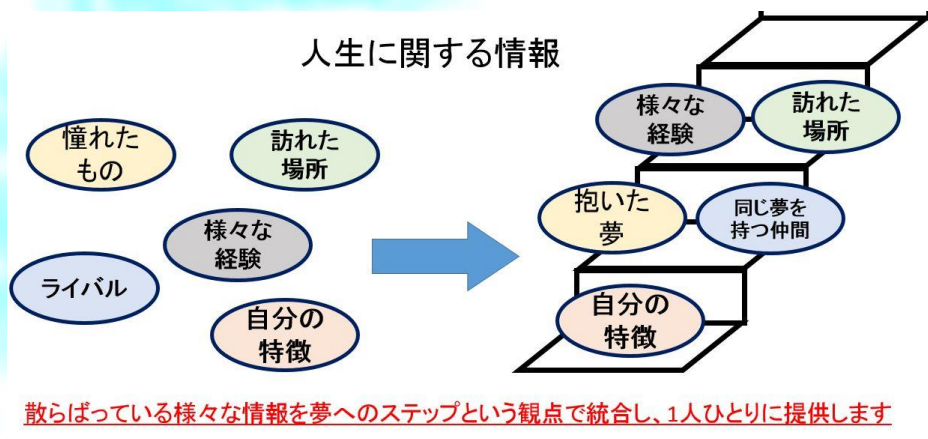 人生に関する情報
憧れた
もの
訪れた
場所
様々な
経験
ライバル
自分の
特徴
様々な
経験
訪れた
場所
抱いた
夢
同じ夢を
持つ仲間
自分の
特徴
散らばっている様々な情報を夢へのステップという観点で統合し、1人ひとりに提供します